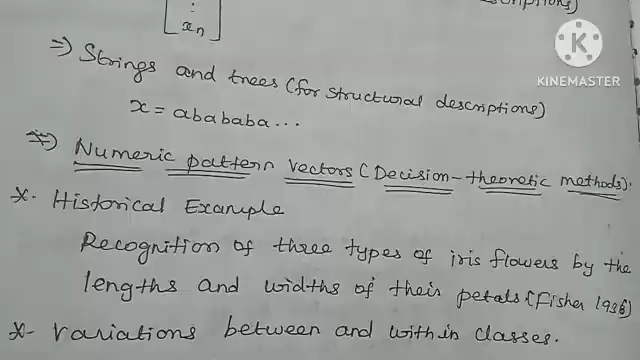 scriptions)
:
xn
K
KINEMASTER
=> Strings and trees (for structural descriptions)
x = abababa...
Numeric pattern vectors (Decision-theoretic methods):
x. Historical Example
Recognition of three types of iris flowers by the
lengths and widths of their petals (Fisher 1936)
x- Variations between and within classes.